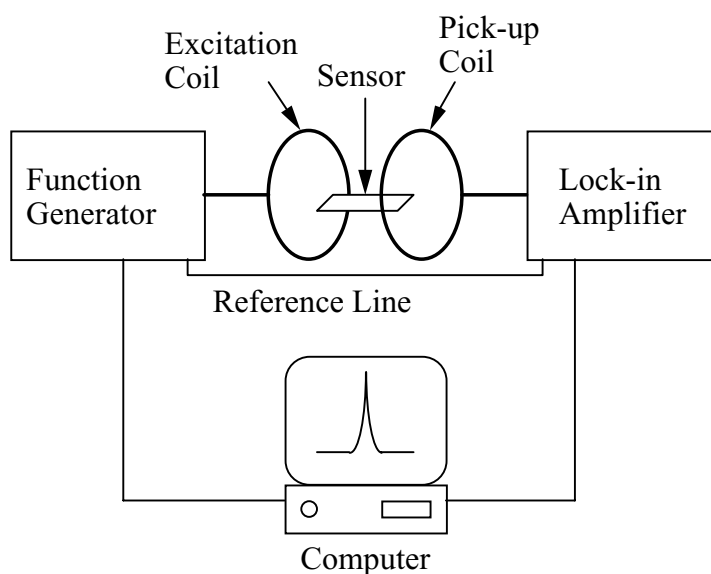 Excitation
Coil
Sensor
Pick-up
Coil
Function
Generator
Lock-in
Amplifier
Reference Line
Computer